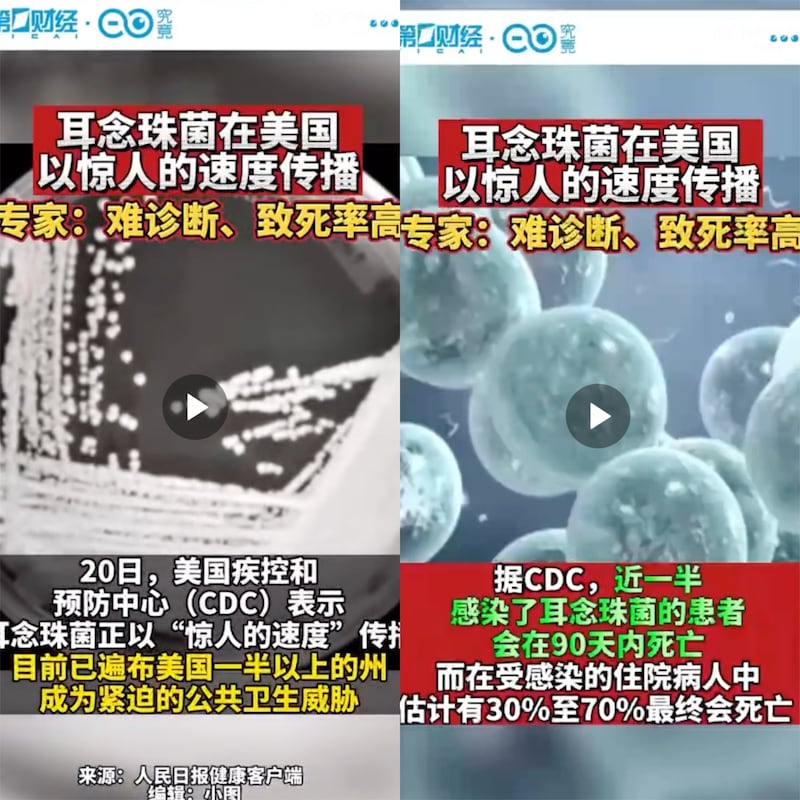 第一财经 · 究竟
YICAI
耳念珠菌在美国
以惊人的速度传播
专家：难诊断、致死率高
20日，美国疾控和
预防中心（CDC）表示
耳念珠菌正以“惊人的速度”传播
目前已遍布美国一半以上的州
成为紧迫的公共卫生威胁
来源：人民日报健康客户端
编辑：小图
第一财经 · 究竟
YICAI
耳念珠菌在美国
以惊人的速度传播
专家：难诊断、致死率高
据CDC，近一半
感染了耳念珠菌的患者
会在90天内死亡
而在受感染的住院病人中
估计有30%至70%最终会死亡